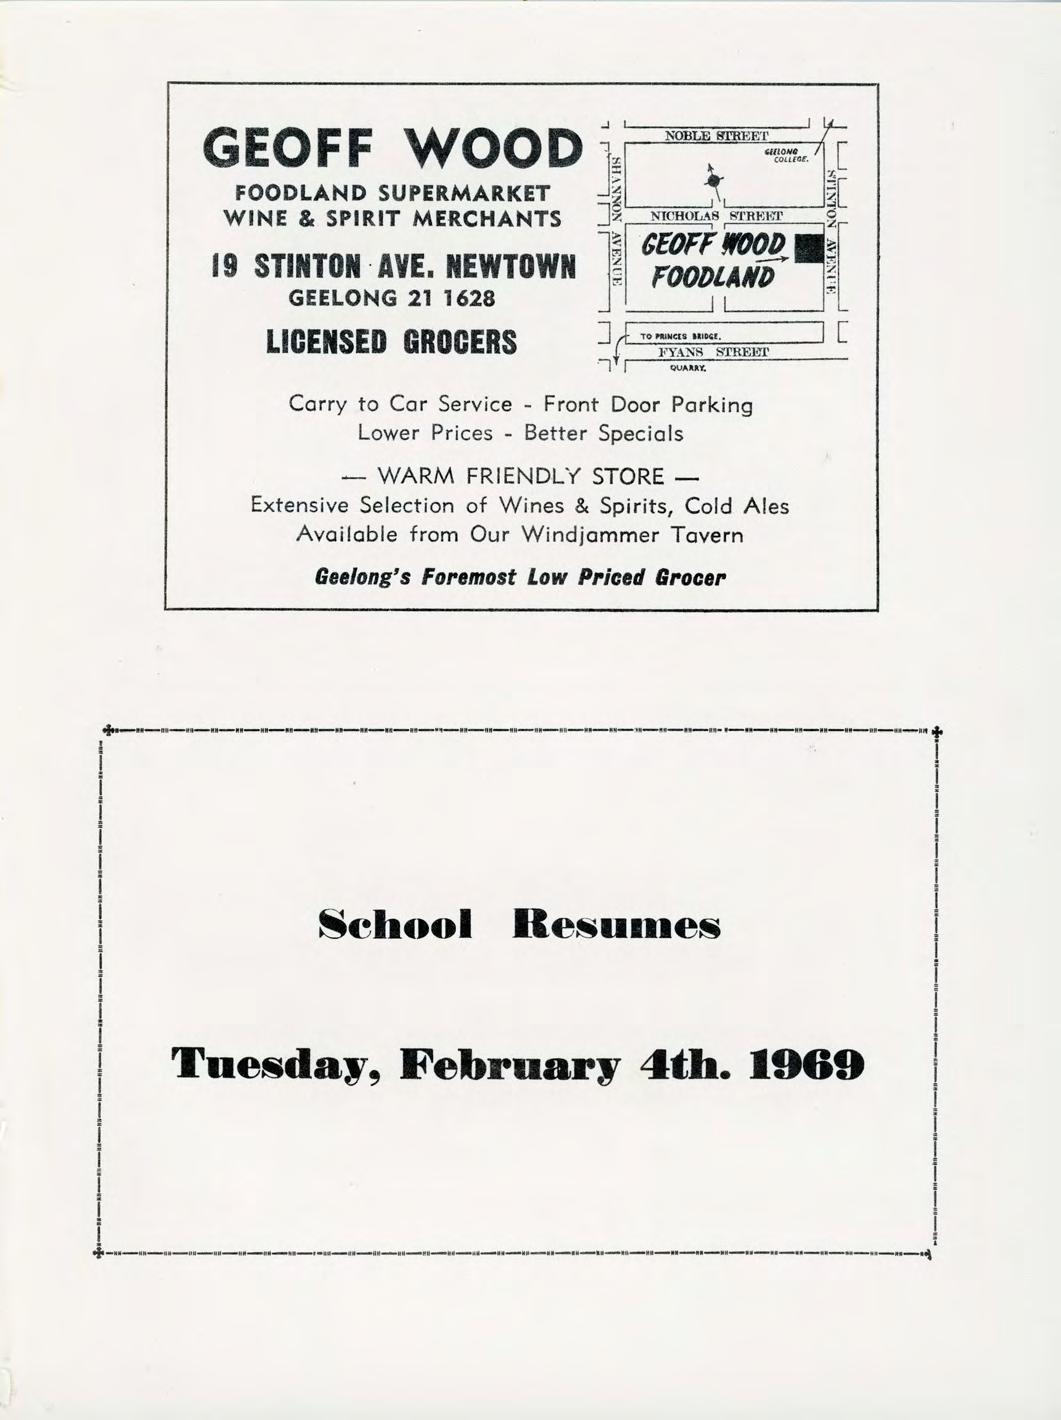 GEOFF WOOD
FOODLAND SUPERMARKET
WINE & SPIRIT MERCHANTS
19 STINTON AVE. NEWTOWN
GEELONG 21 1628
LICENSED GROCERS
NOBLE STREET
GEELONG
COLLEGE.
SHANNON AVENUE
STINTON AVENUE
NICHOLAS STREET
GEOFF WOOD
FOODLAND
TO PRINCES BRIDGE.
FYANS STREET
QUARRY.
Carry to Car Service - Front Door Parking
Lower Prices - Better Specials
— WARM FRIENDLY STORE —
Extensive Selection of Wines & Spirits, Cold Ales
Available from Our Windjammer Tavern
Geelong's Foremost Low Priced Grocer
School Resumes
Tuesday, February 4th. 1969